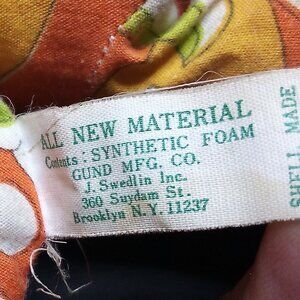 ALL NEW MATERIAL
Contents: SYNTHETIC FOAM
GUND MFG. CO.
J. Swedlin Inc.
360 Suydam St.
Brooklyn N.Y. 11237
SHELL MADE